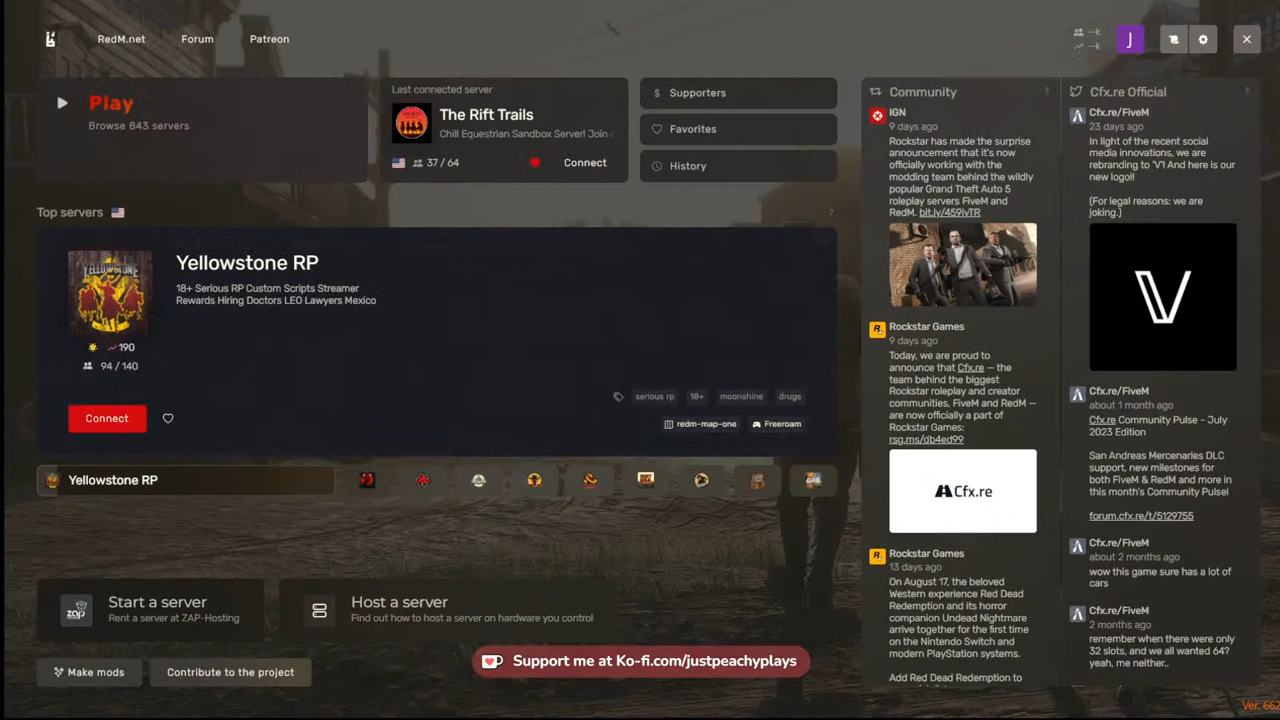 RedM.net
Forum
Patreon
J
Play
Browse 843 servers
Last connected server
The Rift Trails
Chill Equestrian Sandbox Server! Join
37 / 64
Connect
Supporters
Favorites
History
Top servers
Yellowstone RP
18+ Serious RP Custom Scripts Streamer
Rewards Hiring Doctors LEO Lawyers Mexico
YELLOWSTONE
190
94 / 140
Connect
serious rp
18+
moonshine
drugs
redm-map-one
Freeroam
Yellowstone RP
zap
Start a server
Rent a server at ZAP-Hosting
Host a server
Find out how to host a server on hardware you control
Make mods
Contribute to the project
Support me at Ko-fi.com/justpeachyplays
Community
?
IGN
9 days ago
Rockstar has made the surprise
announcement that it's now
officially working with the
modding team behind the wildly
popular Grand Theft Auto 5
roleplay servers FiveM and
RedM. bit.ly/459iyTR
Rockstar Games
9 days ago
Today, we are proud to
announce that Cfx.re — the
team behind the biggest
Rockstar roleplay and creator
communities, FiveM and RedM —
are now officially a part of
Rockstar Games:
rsg.ms/db4ed99
Cfx.re
Rockstar Games
13 days ago
On August 17, the beloved
Western experience Red Dead
Redemption and its horror
companion Undead Nightmare
arrive together for the first time
on the Nintendo Switch and
modern PlayStation systems.
Add Red Dead Redemption to
Cfx.re Official
?
Cfx.re/FiveM
23 days ago
In light of the recent social
media innovations, we are
rebranding to 'V'! And here is our
new logo!!
(For legal reasons: we are
joking.)
Cfx.re/FiveM
about 1 month ago
Cfx.re Community Pulse - July
2023 Edition
San Andreas Mercenaries DLC
support, new milestones for
both FiveM & RedM and more in
this month's Community Pulse!
forum.cfx.re/t/5129755
Cfx.re/FiveM
about 2 months ago
wow this game sure has a lot of
cars
Cfx.re/FiveM
2 months ago
remember when there were only
32 slots, and we all wanted 64?
yeah, me neither..
Ver. 662